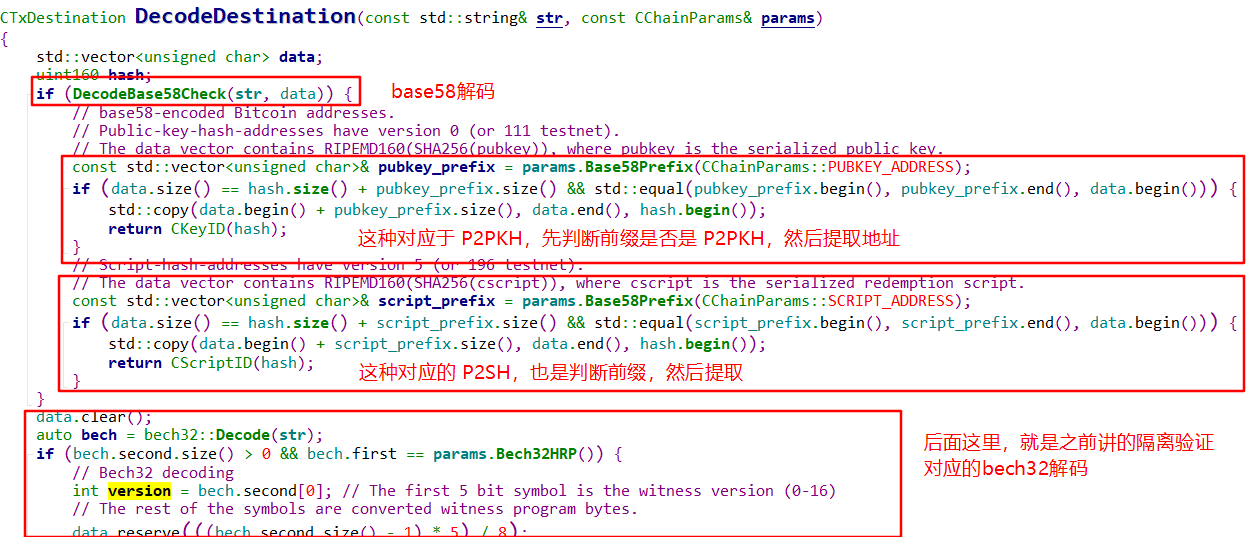 CTxDestination DecodeDestination(const std::string& str, const CChainParams& params)
{
std::vector<unsigned char> data;
uint160 hash;
if (DecodeBase58Check(str, data)) { base58解码
// base58-encoded Bitcoin addresses.
// Public-key-hash-addresses have version 0 (or 111 testnet).
// The data vector contains RIPEMD160(SHA256(pubkey)), where pubkey is the serialized public key.
const std::vector<unsigned char>& pubkey_prefix = params.Base58Prefix(CChainParams::PUBKEY_ADDRESS);
if (data.size() == hash.size() + pubkey_prefix.size() && std::equal(pubkey_prefix.begin(), pubkey_prefix.end(), data.begin())) {
std::copy(data.begin() + pubkey_prefix.size(), data.end(), hash.begin());
return CKeyID(hash);
这种对应于 P2PKH，先判断前缀是否是 P2PKH，然后提取地址
}
// Script-hash-addresses have version 5 (or 196 testnet).
// The data vector contains RIPEMD160(SHA256(cscript)), where cscript is the serialized redemption script.
const std::vector<unsigned char>& script_prefix = params.Base58Prefix(CChainParams::SCRIPT_ADDRESS);
if (data.size() == hash.size() + script_prefix.size() && std::equal(script_prefix.begin(), script_prefix.end(), data.begin())) {
std::copy(data.begin() + script_prefix.size(), data.end(), hash.begin());
return CScriptID(hash);
这种对应的 P2SH，也是判断前缀，然后提取
}
}
data.clear();
auto bech = bech32::Decode(str);
if (bech.second.size() > 0 && bech.first == params.Bech32HRP()) {
// Bech32 decoding
int version = bech.second[0]; // The first 5 bit symbol is the witness version (0-16)
// The rest of the symbols are converted witness program bytes.
data.reserve(((bech.second.size() - 1) * 5) / 8);
后面这里，就是之前讲的隔离验证
对应的bech32解码